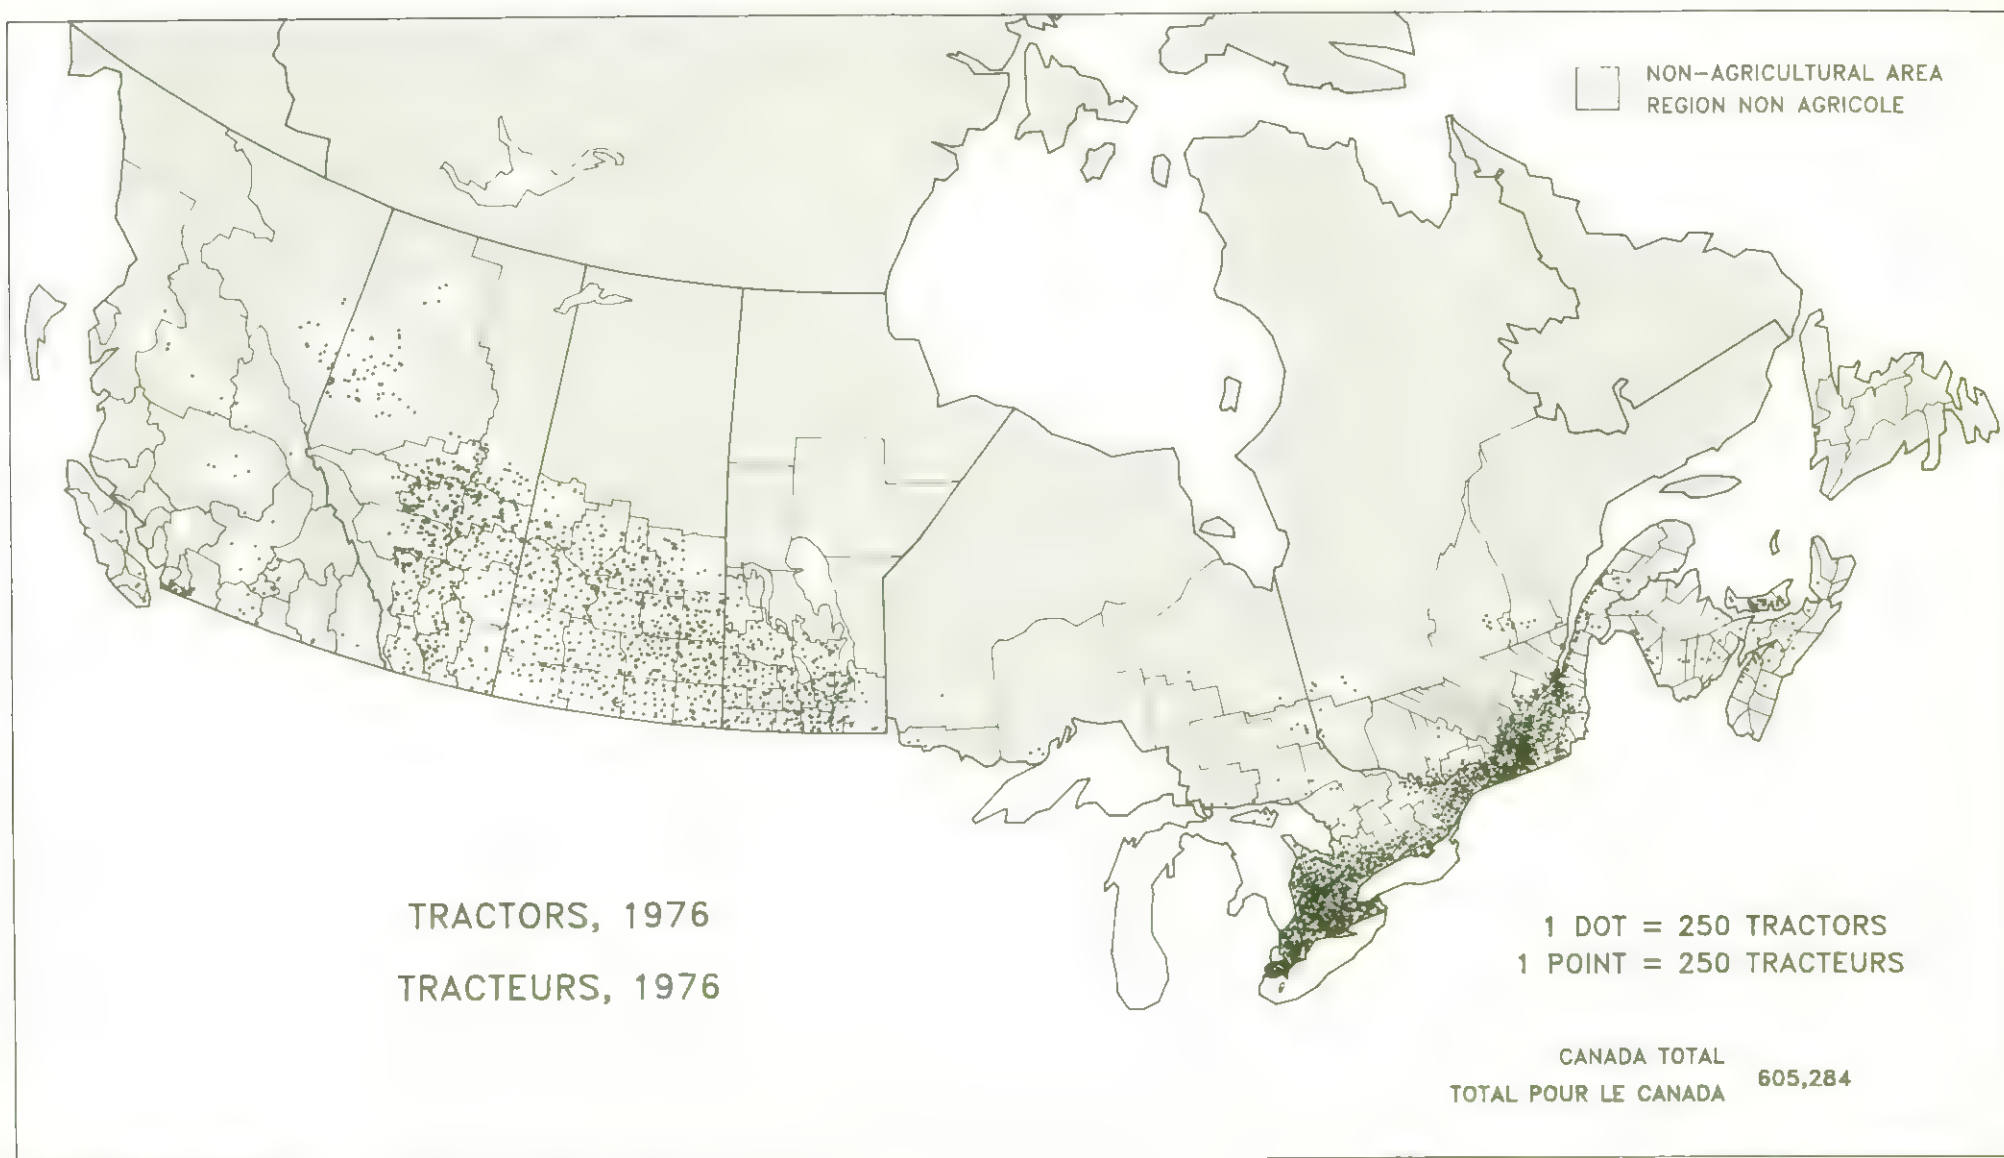 NON-AGRICULTURAL AREA
REGION NON AGRICOLE
TRACTORS, 1976
TRACTEURS, 1976
1 DOT = 250 TRACTORS
1 POINT = 250 TRACTEURS
CANADA TOTAL
TOTAL POUR LE CANADA
605,284